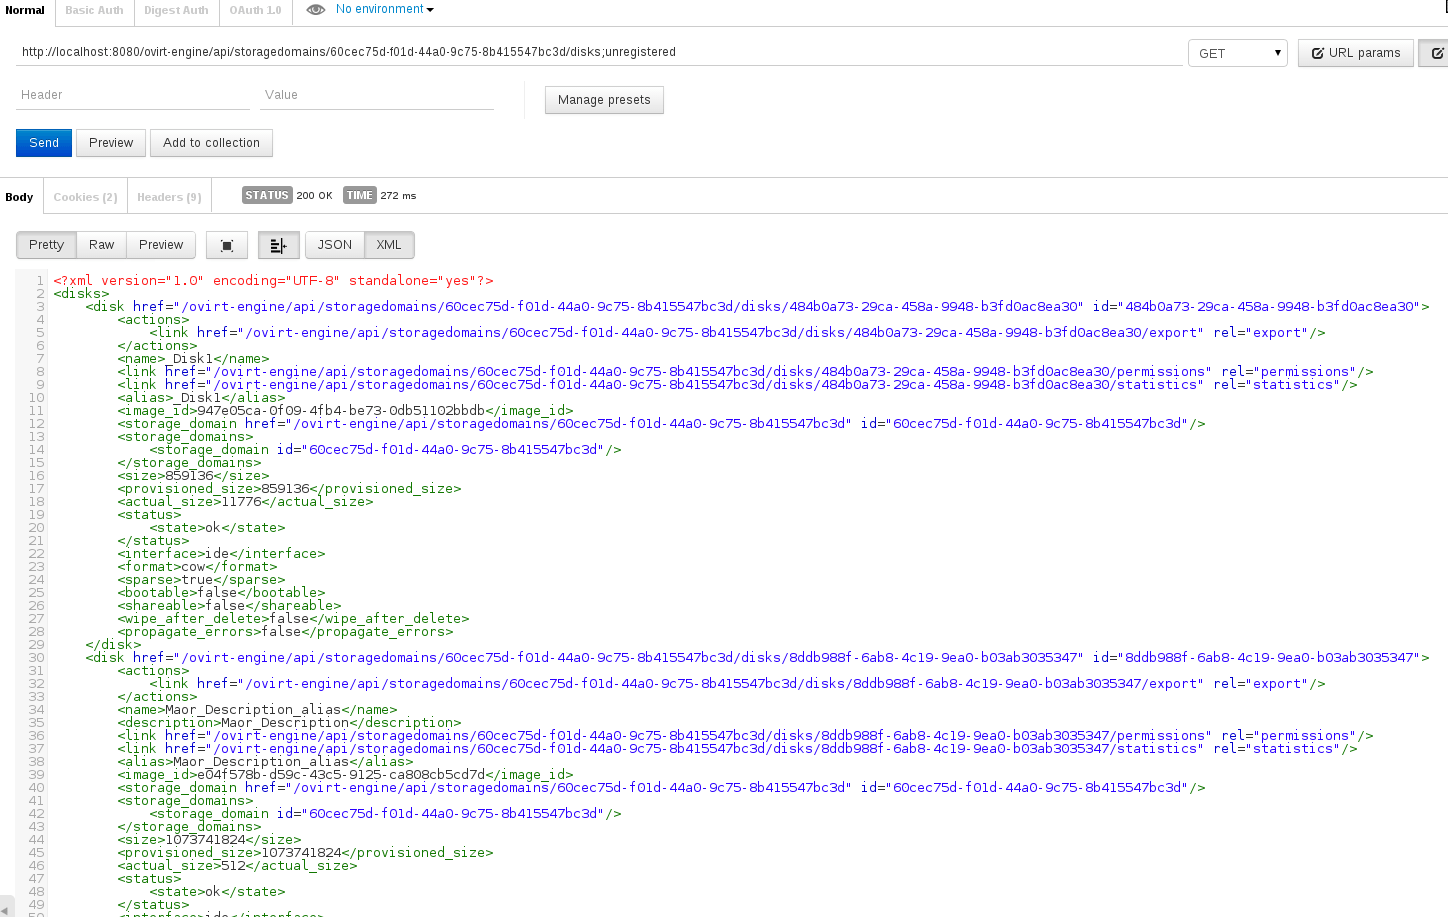 Normal Basic Auth Digest Auth OAuth 1.0 No environment
http://localhost:8080/ovirt-engine/api/storagedomains/60cec75d-f01d-44a0-9c75-8b415547bc3d/disks;unregistered GET URL params
Header Value Manage presets
Send Preview Add to collection
Body Cookies (2) Headers (9) STATUS 200 OK TIME 272 ms
Pretty Raw Preview JSON XML
1 <?xml version="1.0" encoding="UTF-8" standalone="yes"?>
2 <disks>
3 <disk href="/ovirt-engine/api/storagedomains/60cec75d-f01d-44a0-9c75-8b415547bc3d/disks/484b0a73-29ca-458a-9948-b3fd0ac8ea30" id="484b0a73-29ca-458a-9948-b3fd0ac8ea30">
4 <actions>
5 <link href="/ovirt-engine/api/storagedomains/60cec75d-f01d-44a0-9c75-8b415547bc3d/disks/484b0a73-29ca-458a-9948-b3fd0ac8ea30/export" rel="export"/>
6 </actions>
7 <name>_Disk1</name>
8 <link href="/ovirt-engine/api/storagedomains/60cec75d-f01d-44a0-9c75-8b415547bc3d/disks/484b0a73-29ca-458a-9948-b3fd0ac8ea30/permissions" rel="permissions"/>
9 <link href="/ovirt-engine/api/storagedomains/60cec75d-f01d-44a0-9c75-8b415547bc3d/disks/484b0a73-29ca-458a-9948-b3fd0ac8ea30/statistics" rel="statistics"/>
10 <alias>_Disk1</alias>
11 <image_id>947e05ca-0f09-4fb4-be73-0db51102bbdb</image_id>
12 <storage_domain href="/ovirt-engine/api/storagedomains/60cec75d-f01d-44a0-9c75-8b415547bc3d" id="60cec75d-f01d-44a0-9c75-8b415547bc3d"/>
13 <storage_domains>
14 <storage_domain id="60cec75d-f01d-44a0-9c75-8b415547bc3d"/>
15 </storage_domains>
16 <size>859136</size>
17 <provisioned_size>859136</provisioned_size>
18 <actual_size>11776</actual_size>
19 <status>
20 <state>ok</state>
21 </status>
22 <interface>ide</interface>
23 <format>cow</format>
24 <sparse>true</sparse>
25 <bootable>false</bootable>
26 <shareable>false</shareable>
27 <wipe_after_delete>false</wipe_after_delete>
28 <propagate_errors>false</propagate_errors>
29 </disk>
30 <disk href="/ovirt-engine/api/storagedomains/60cec75d-f01d-44a0-9c75-8b415547bc3d/disks/8ddb988f-6ab8-4c19-9ea0-b03ab3035347" id="8ddb988f-6ab8-4c19-9ea0-b03ab3035347">
31 <actions>
32 <link href="/ovirt-engine/api/storagedomains/60cec75d-f01d-44a0-9c75-8b415547bc3d/disks/8ddb988f-6ab8-4c19-9ea0-b03ab3035347/export" rel="export"/>
33 </actions>
34 <name>Maor_Description_alias</name>
35 <description>Maor_Description</description>
36 <link href="/ovirt-engine/api/storagedomains/60cec75d-f01d-44a0-9c75-8b415547bc3d/disks/8ddb988f-6ab8-4c19-9ea0-b03ab3035347/permissions" rel="permissions"/>
37 <link href="/ovirt-engine/api/storagedomains/60cec75d-f01d-44a0-9c75-8b415547bc3d/disks/8ddb988f-6ab8-4c19-9ea0-b03ab3035347/statistics" rel="statistics"/>
38 <alias>Maor_Description_alias</alias>
39 <image_id>e04f578b-d59c-43c5-9125-ca808cb5cd7d</image_id>
40 <storage_domain href="/ovirt-engine/api/storagedomains/60cec75d-f01d-44a0-9c75-8b415547bc3d" id="60cec75d-f01d-44a0-9c75-8b415547bc3d"/>
41 <storage_domains>
42 <storage_domain id="60cec75d-f01d-44a0-9c75-8b415547bc3d"/>
43 </storage_domains>
44 <size>1073741824</size>
45 <provisioned_size>1073741824</provisioned_size>
46 <actual_size>512</actual_size>
47 <status>
48 <state>ok</state>
49 </status>
50 <interface>ide</interface>